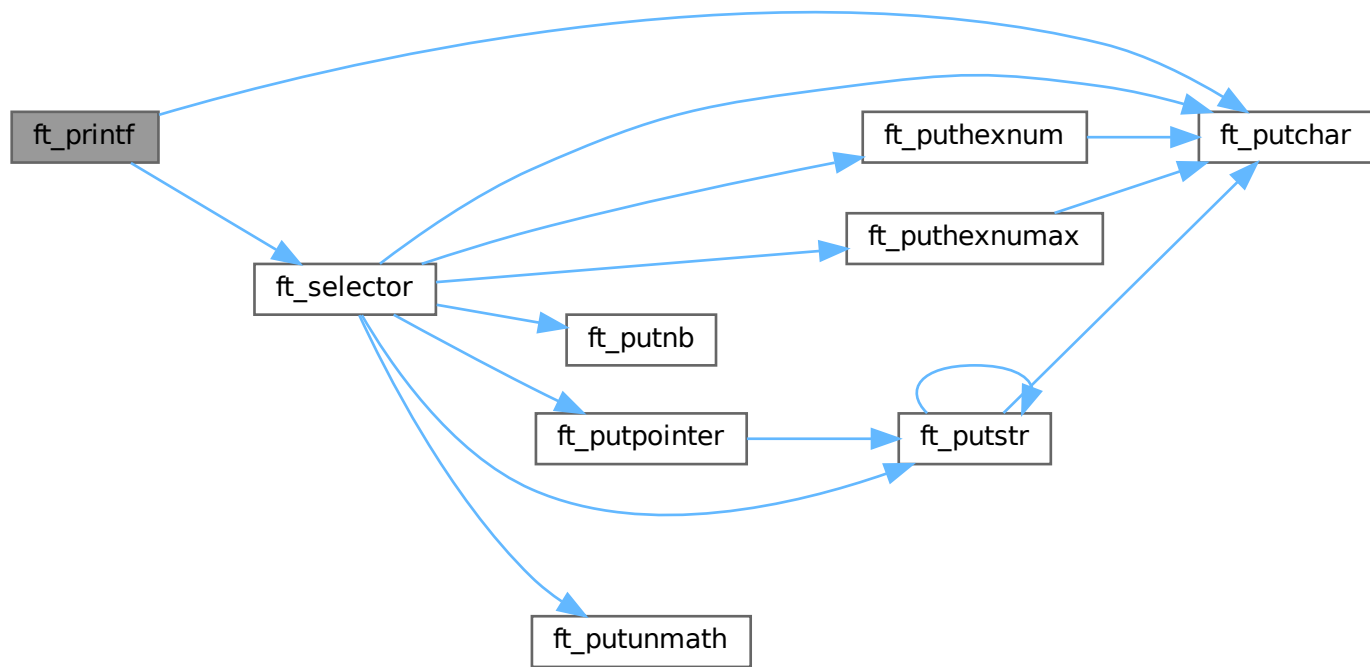 ft_printf
ft_selector
ft_puthexnum
ft_putchar
ft_puthexnumax
ft_putnb
ft_putpointer
ft_putstr
ft_putunmath